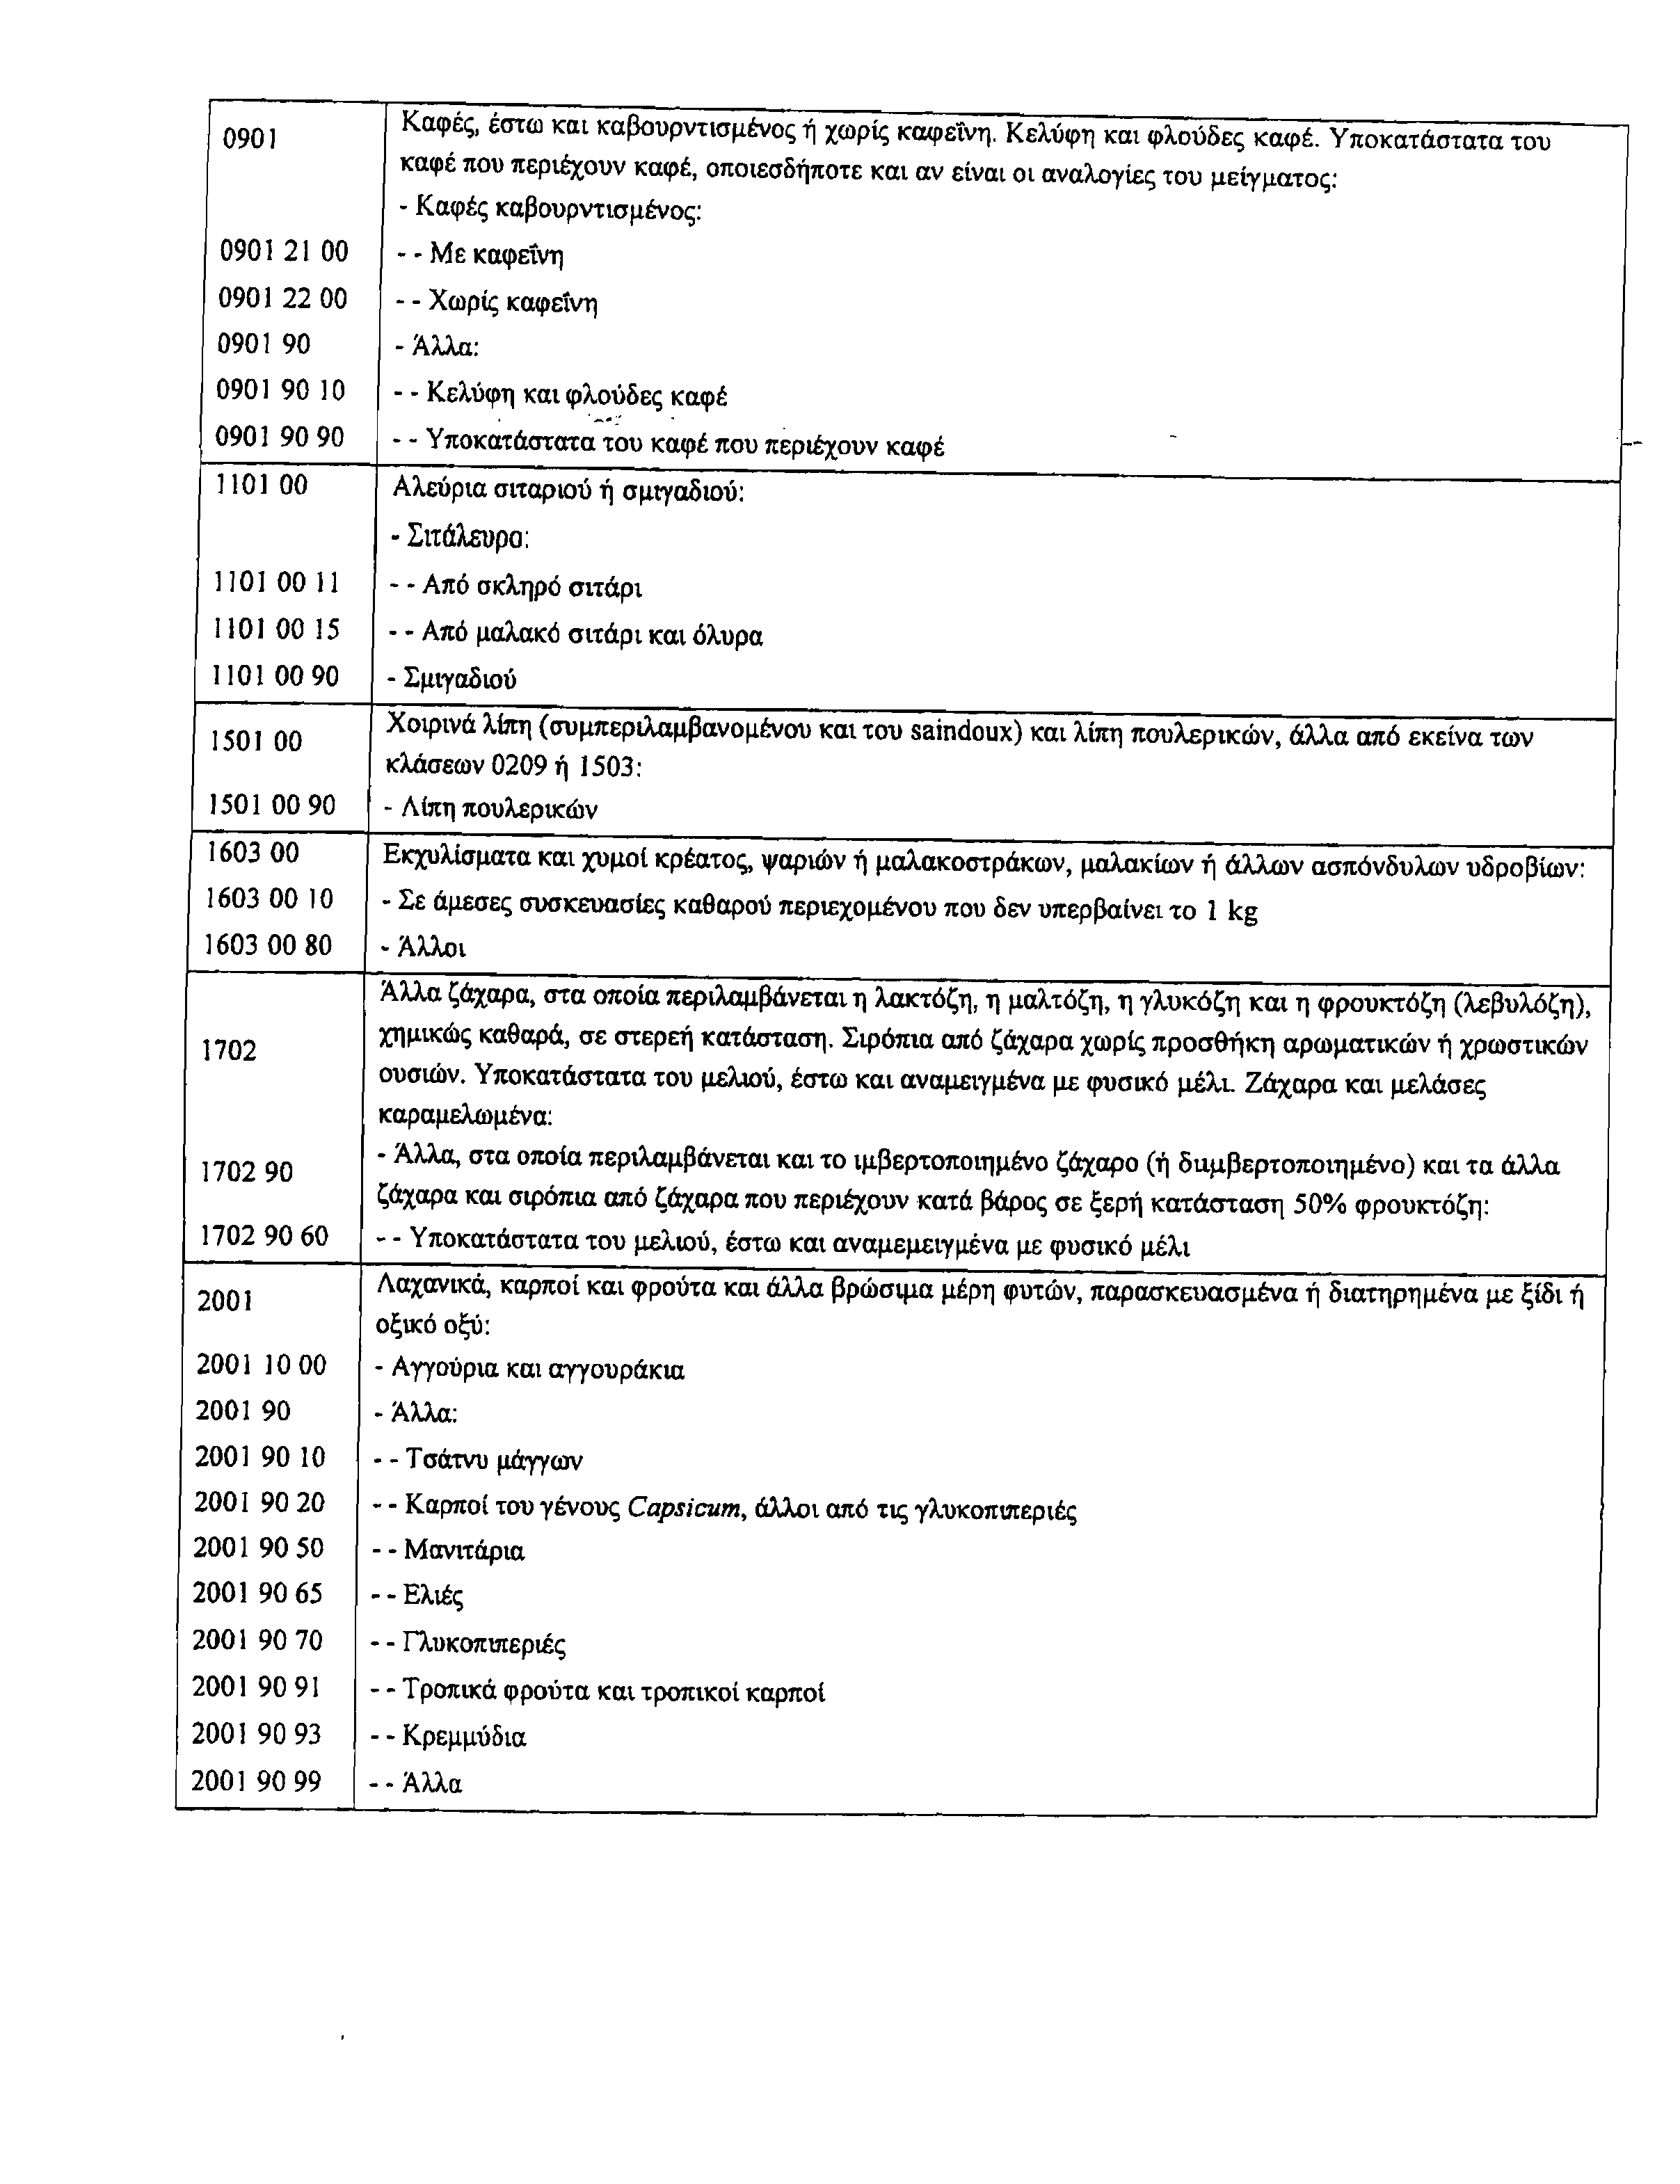 0901 Καφές, έστω και καβουρντισμένος ή χωρίς καφεΐνη. Κελύφη και φλούδες καφέ. Υποκατάστατα του
καφέ που περιέχουν καφέ, οποιεσδήποτε και αν είναι οι αναλογίες του μείγματος:
- Καφές καβουρντισμένος:
0901 21 00 - - Με καφεΐνη
0901 22 00 - - Χωρίς καφεΐνη
0901 90 - Άλλα:
0901 90 10 - - Κελύφη και φλούδες καφέ
0901 90 90 - - Υποκατάστατα του καφέ που περιέχουν καφέ
1101 00 Αλεύρια σιταριού ή σμιγαδιού:
- Σιτάλευρο:
1101 00 11 - - Από σκληρό σιτάρι
1101 00 15 - - Από μαλακό σιτάρι και όλυρα
1101 00 90 - Σμιγαδιού
1501 00 Χοιρινά λίπη (συμπεριλαμβανομένου και του saindoux) και λίπη πουλερικών, άλλα από εκείνα των
κλάσεων 0209 ή 1503:
1501 00 90 - Λίπη πουλερικών
1603 00 Εκχυλίσματα και χυμοί κρέατος, ψαριών ή μαλακοστράκων, μαλακίων ή άλλων ασπόνδυλων υδροβίων:
1603 00 10 - Σε άμεσες συσκευασίες καθαρού περιεχομένου που δεν υπερβαίνει το 1 kg
1603 00 80 - Άλλοι
1702 Άλλα ζάχαρα, στα οποία περιλαμβάνεται η λακτόζη, η μαλτόζη, η γλυκόζη και η φρουκτόζη (λεβυλόζη),
χημικώς καθαρά, σε στερεή κατάσταση. Σιρόπια από ζάχαρα χωρίς προσθήκη αρωματικών ή χρωστικών
ουσιών. Υποκατάστατα του μελιού, έστω και αναμειγμένα με φυσικό μέλι. Ζάχαρα και μελάσες
καραμελωμένα:
1702 90 - Άλλα, στα οποία περιλαμβάνεται και το ιμβερτοποιημένο ζάχαρο (ή διιμβερτοποιημένο) και τα άλλα
ζάχαρα και σιρόπια από ζάχαρα που περιέχουν κατά βάρος σε ξερή κατάσταση 50% φρουκτόζη:
1702 90 60 - - Υποκατάστατα του μελιού, έστω και αναμεμειγμένα με φυσικό μέλι
2001 Λαχανικά, καρποί και φρούτα και άλλα βρώσιμα μέρη φυτών, παρασκευασμένα ή διατηρημένα με ξίδι ή
οξικό οξύ:
2001 10 00 - Αγγούρια και αγγουράκια
2001 90 - Άλλα:
2001 90 10 - - Τσάτνυ μάγγων
2001 90 20 - - Καρποί του γένους Capsicum, άλλοι από τις γλυκοπιπεριές
2001 90 50 - - Μανιτάρια
2001 90 65 - - Ελιές
2001 90 70 - - Γλυκοπιπεριές
2001 90 91 - - Τροπικά φρούτα και τροπικοί καρποί
2001 90 93 - - Κρεμμύδια
2001 90 99 - - Άλλα